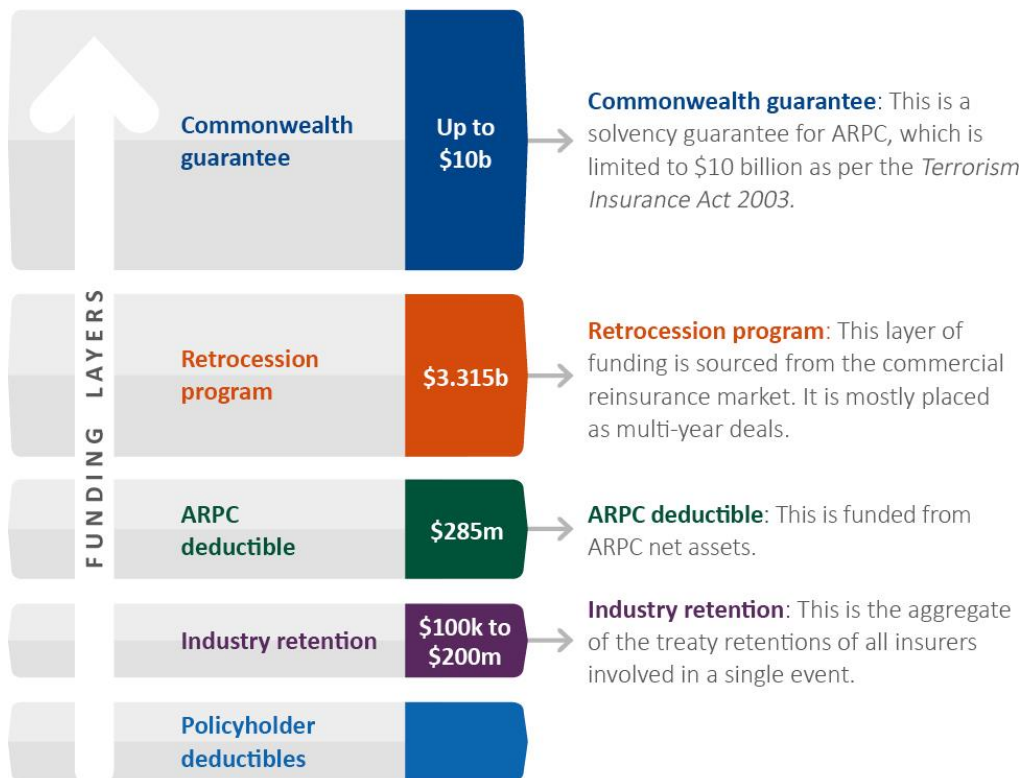 Commonwealth
guarantee
Up to
$10b
Commonwealth guarantee: This is a
solvency guarantee for ARPC, which is
limited to $10 billion as per the Terrorism
Insurance Act 2003.
FUNDING LAYERS
Retrocession
program
$3.315b
Retrocession program: This layer of
funding is sourced from the commercial
reinsurance market. It is mostly placed
as multi-year deals.
ARPC
deductible
$285m
ARPC deductible: This is funded from
ARPC net assets.
Industry retention
$100k to
$200m
Industry retention: This is the aggregate
of the treaty retentions of all insurers
involved in a single event.
Policyholder
deductibles